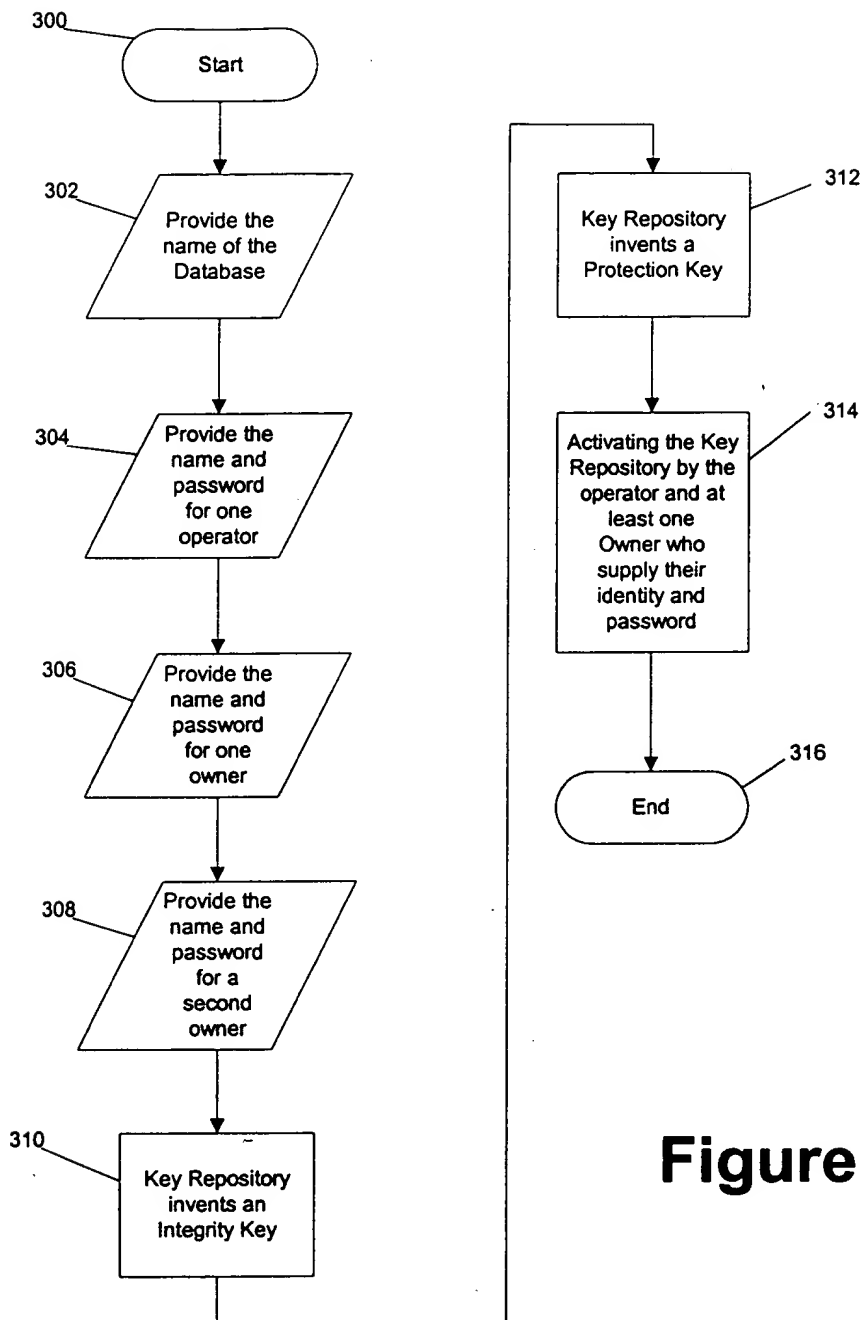 300
Start
302
Provide the
name of the
Database
304
Provide the
name and
password
for one
operator
306
Provide the
name and
password
for one
owner
308
Provide the
name and
password
for a
second
owner
310
Key Repository
invents an
Integrity Key
312
Key Repository
invents a
Protection Key
314
Activating the Key
Repository by the
operator and at
least one
Owner who
supply their
identity and
password
316
End
Figure